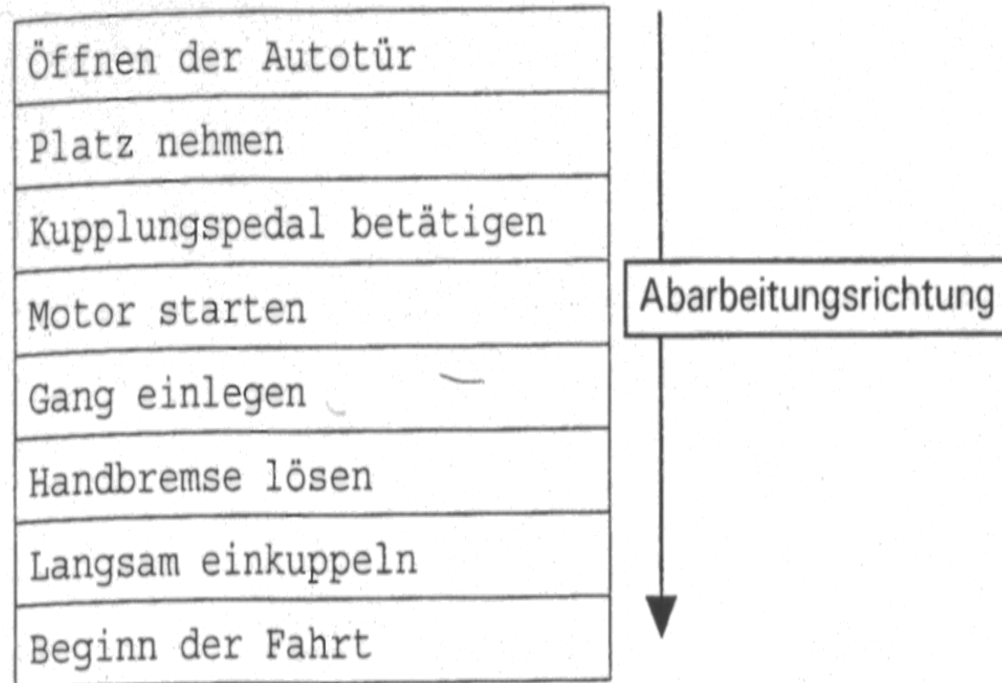 Öffnen der Autotür
Platz nehmen
Kupplungspedal betätigen
Motor starten
Gang einlegen
Handbremse lösen
Langsam einkuppeln
Beginn der Fahrt
Abarbeitungsrichtung